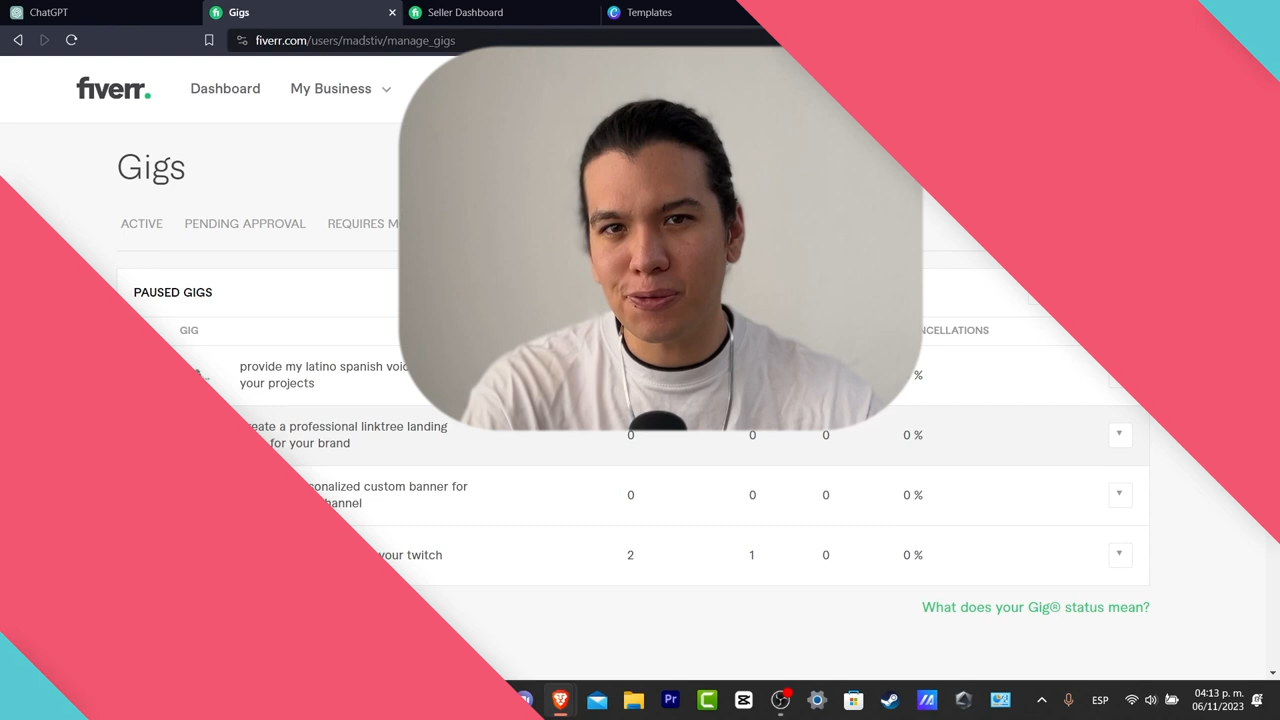 ChatGPT
Gigs
Seller Dashboard
Templates
fiverr.com/users/madstiv/manage_gigs
fiverr.
Dashboard
My Business
Gigs
ACTIVE
PENDING APPROVAL
REQUIRES M
PAUSED GIGS
GIG
NCELLATIONS
provide my latino spanish voic
your projects
%
eate a professional linktree landing
for your brand
0
0
0
0 %
sonalized custom banner for
hannel
0
0
0
0 %
your twitch
2
1
0
0 %
What does your Gig® status mean?
Pr
ESP
04:13 p. m.
06/11/2023